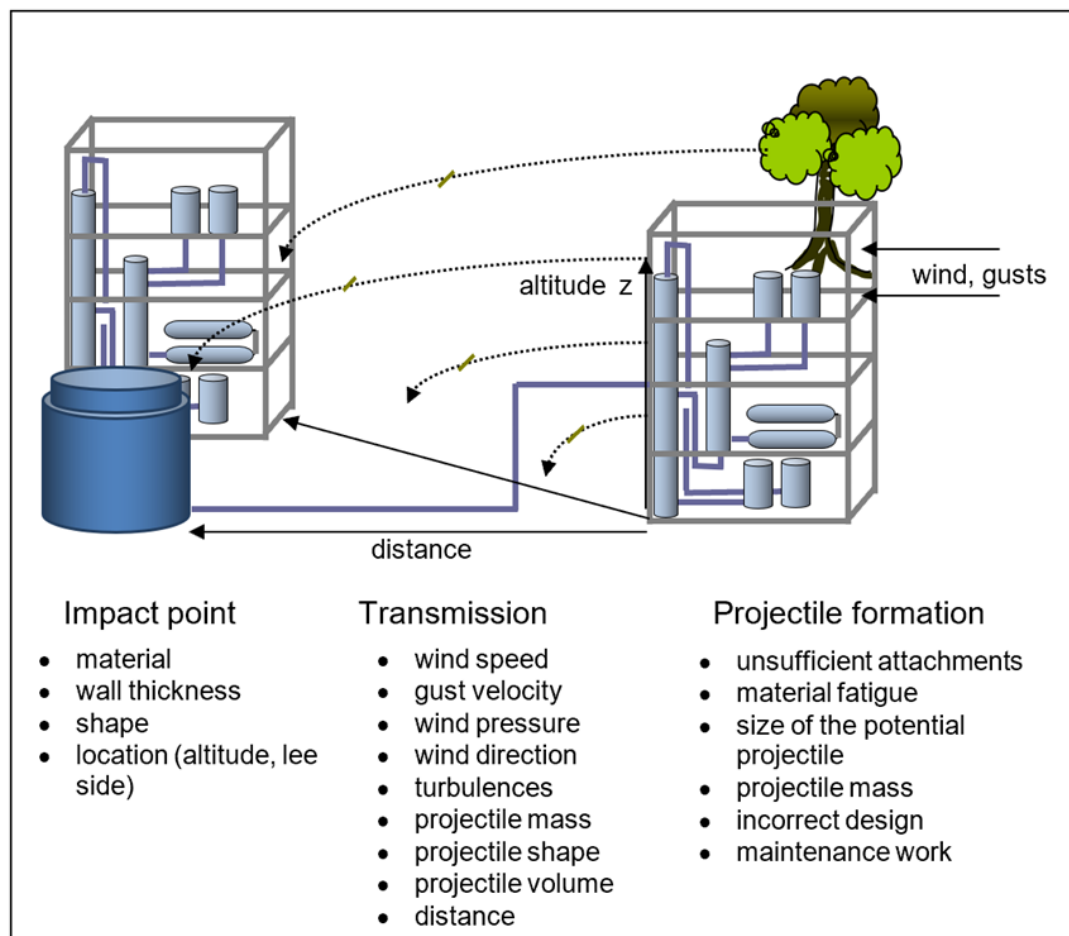 altitude z
wind, gusts
distance
Impact point
• material
• wall thickness
• shape
• location (altitude, lee
side)
Transmission
• wind speed
• gust velocity
• wind pressure
• wind direction
• turbulences
• projectile mass
• projectile shape
• projectile volume
• distance
Projectile formation
• unsufficient attachments
• material fatigue
• size of the potential
projectile
• projectile mass
• incorrect design
• maintenance work